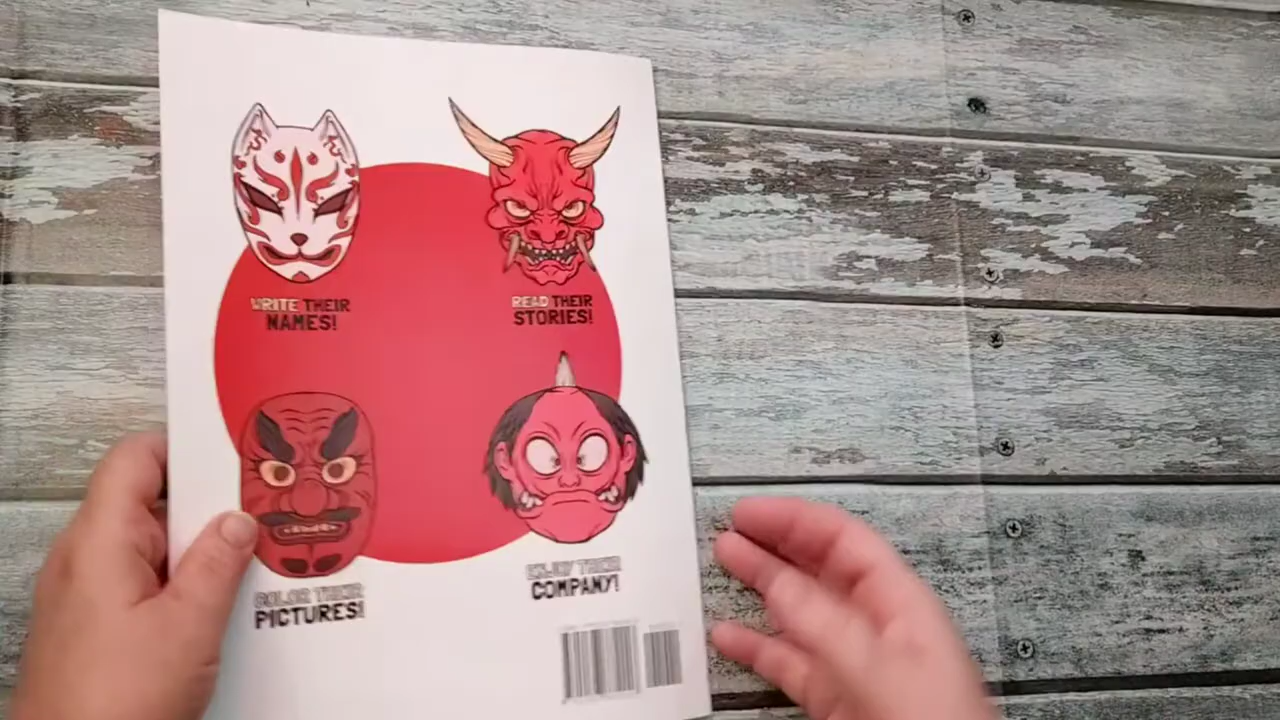 WRITE THEIR
NAMES!
READ THEIR
STORIES!
COLOR THEIR
PICTURES!
ENJOY THEIR
COMPANY!